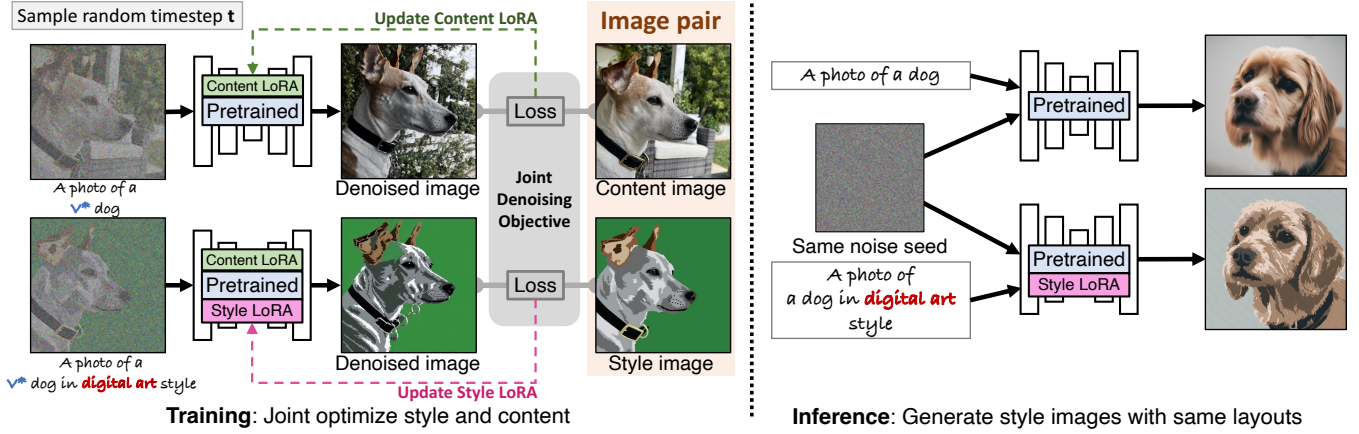 Sample random timestep t
Update Content LoRA
Image pair
Content LoRA
Pretrained
Loss
A photo of a
V* dog
Denoised image
Content image
Joint
Denoising
Objective
Content LoRA
Pretrained
Style LoRA
Loss
A photo of a
V* dog in digital art style
Denoised image
Style image
Update Style LoRA
Training: Joint optimize style and content
A photo of a dog
Pretrained
Same noise seed
A photo of
a dog in digital art
style
Pretrained
Style LoRA
Inference: Generate style images with same layouts